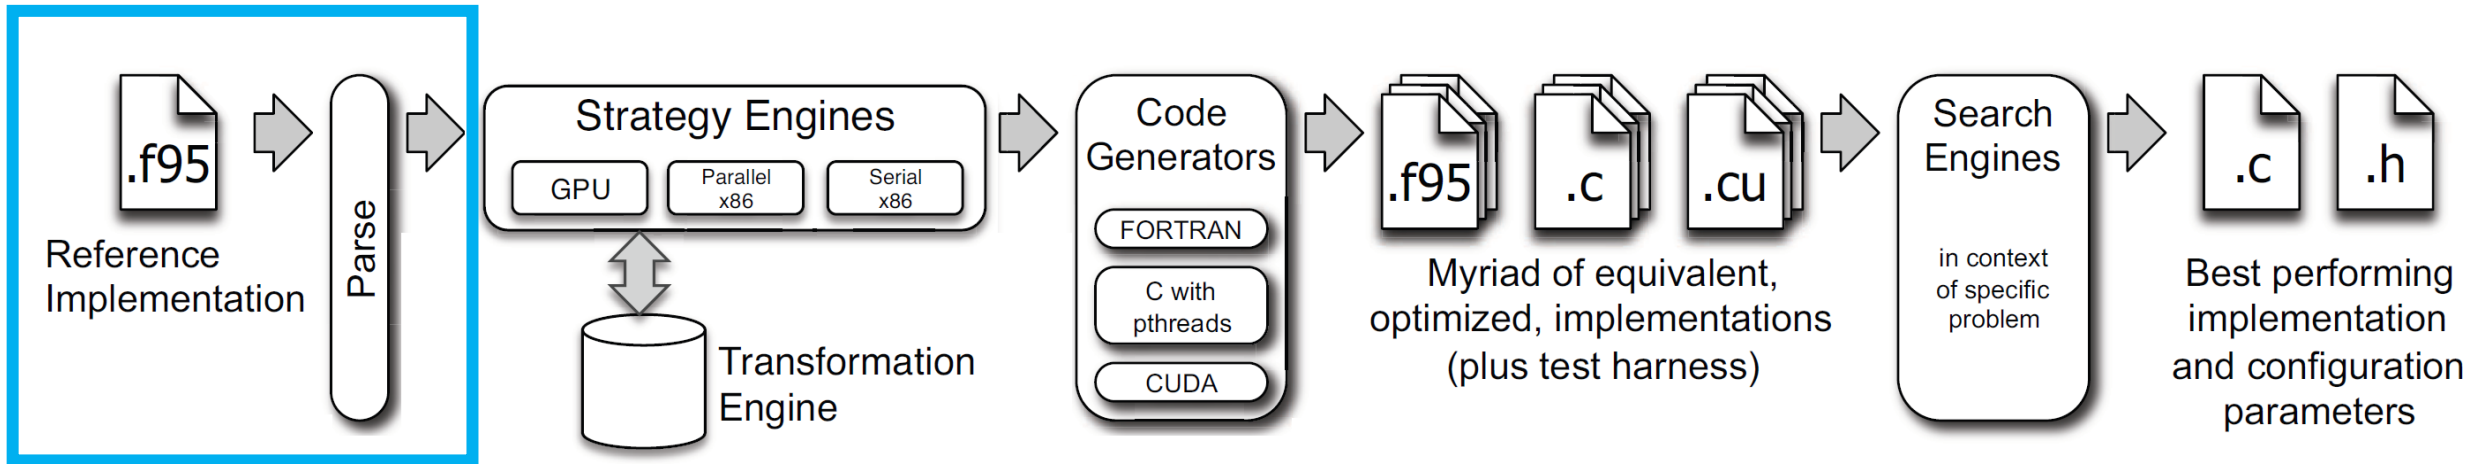 .f95
Reference
Implementation
Parse
Strategy Engines
GPU
Parallel
x86
Serial
x86
Transformation
Engine
Code
Generators
FORTRAN
C with
pthreads
CUDA
.f95
.c
.cu
Myriad of equivalent,
optimized, implementations
(plus test harness)
Search
Engines
in context
of specific
problem
.c
.h
Best performing
implementation
and configuration
parameters